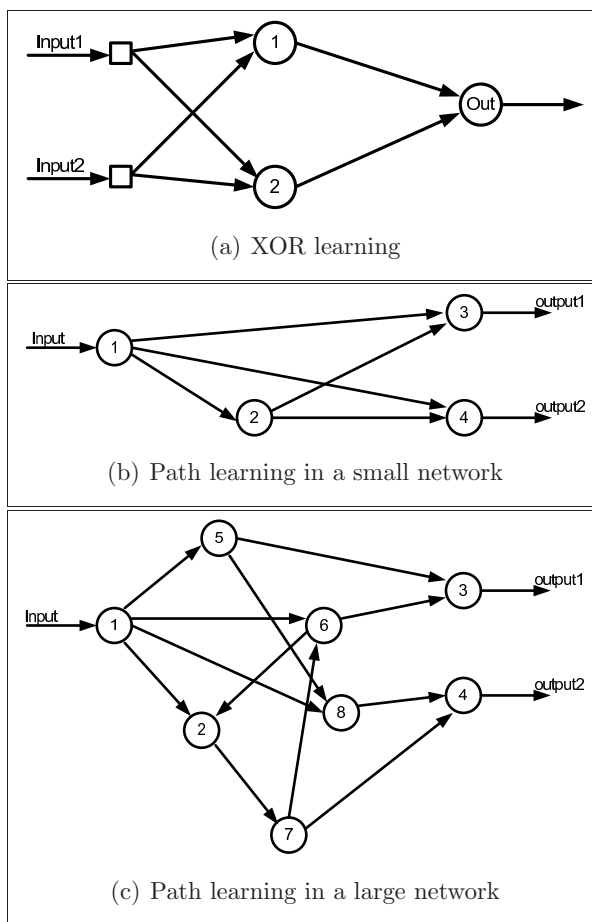 Input1
1
Out
Input2
2
(a) XOR learning
Input
1
3
output1
2
4
output2
(b) Path learning in a small network
5
Input
1
6
3
output1
2
8
4
output2
7
(c) Path learning in a large network